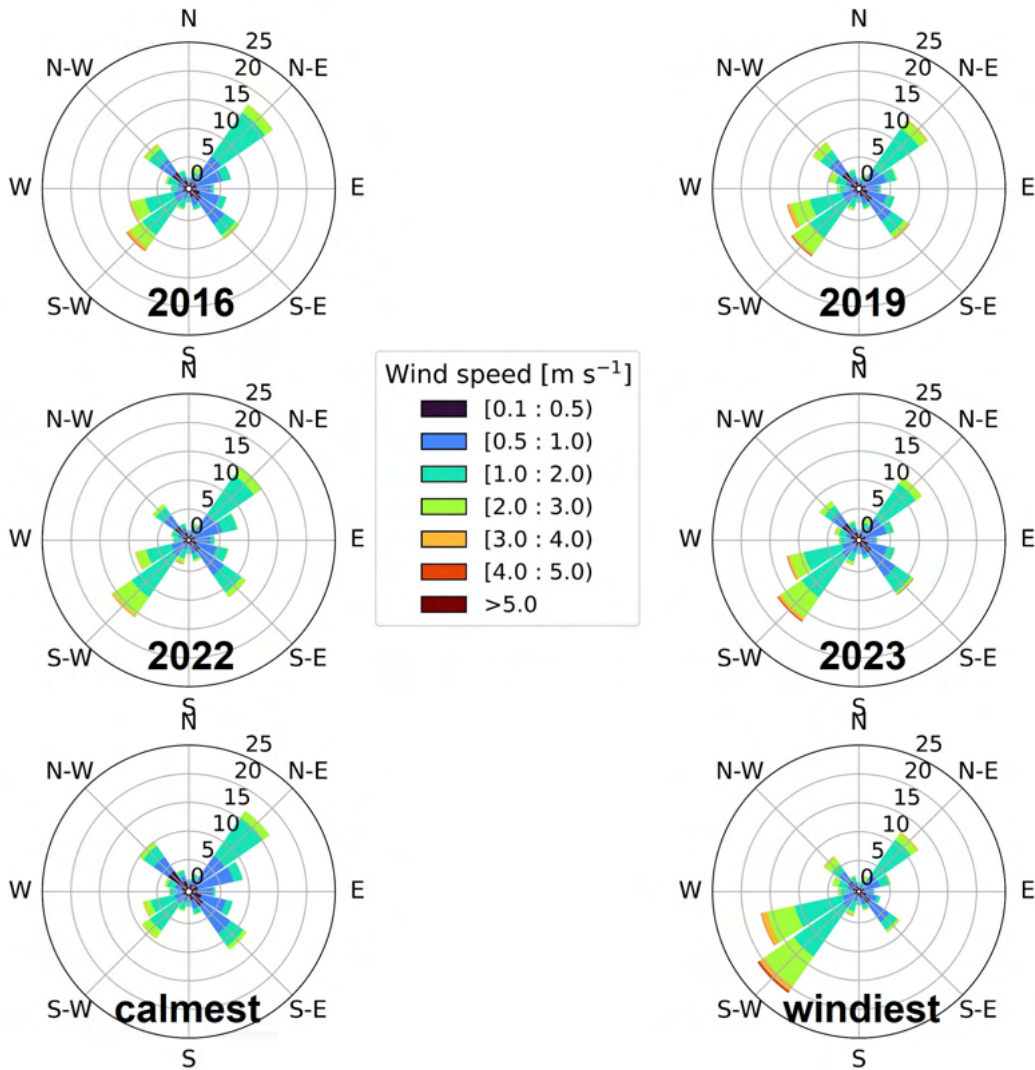 N
25
20
15
10
5
0
N-W
N-E
W
E
S-W
S-E
S
2016
N
25
20
15
10
5
0
N-W
N-E
W
E
S-W
S-E
S
2019
Wind speed [m s⁻¹]
[0.1 : 0.5)
[0.5 : 1.0)
[1.0 : 2.0)
[2.0 : 3.0)
[3.0 : 4.0)
[4.0 : 5.0)
>5.0
N
25
20
15
10
5
0
N-W
N-E
W
E
S-W
S-E
S
2022
N
25
20
15
10
5
0
N-W
N-E
W
E
S-W
S-E
S
2023
N
25
20
15
10
5
0
N-W
N-E
W
E
S-W
S-E
S
calmest
N
25
20
15
10
5
0
N-W
N-E
W
E
S-W
S-E
S
windiest